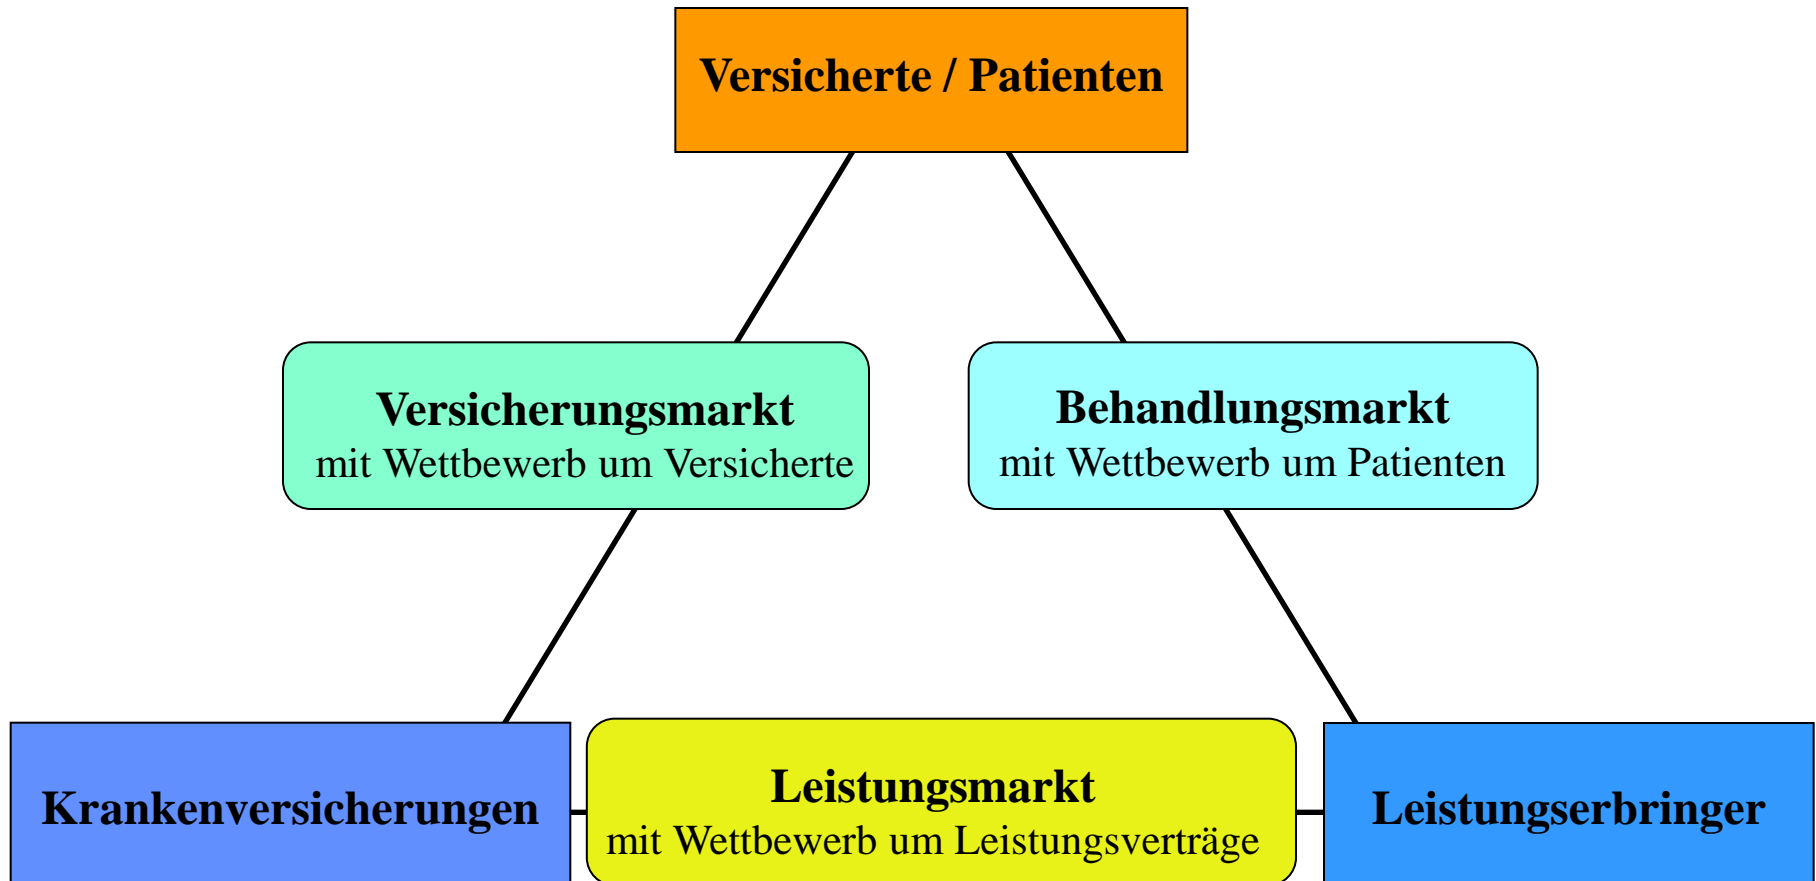 Versicherte / Patienten
Versicherungsmarkt
mit Wettbewerb um Versicherte
Behandlungsmarkt
mit Wettbewerb um Patienten
Krankenversicherungen
Leistungsmarkt
mit Wettbewerb um Leistungsverträge
Leistungserbringer